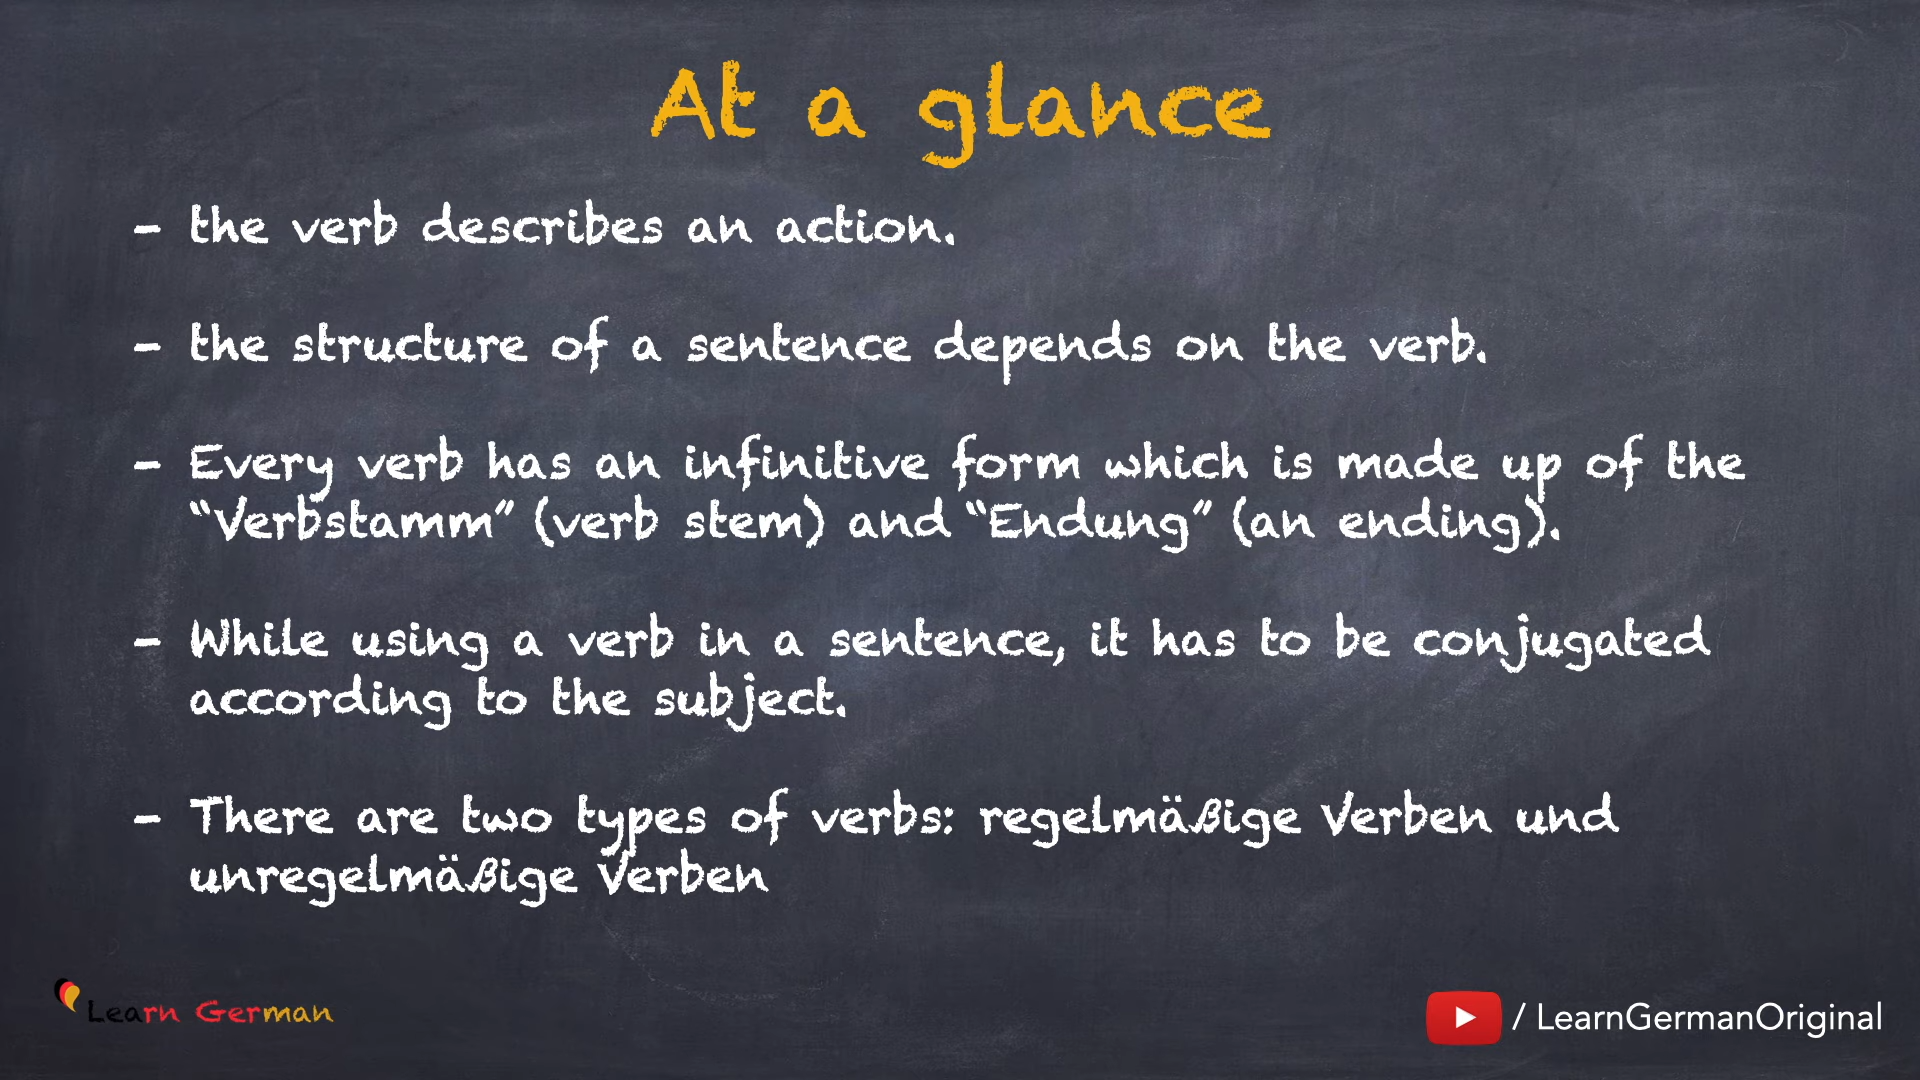 At a glance
- the verb describes an action.
- the structure of a sentence depends on the verb.
- Every verb has an infinitive form which is made up of the
“Verbstamm” (verb stem) and “Endung” (an ending).
- While using a verb in a sentence, it has to be conjugated
according to the subject.
- There are two types of verbs: regelmäßige Verben und
unregelmäßige Verben
Learn German
/ LearnGermanOriginal